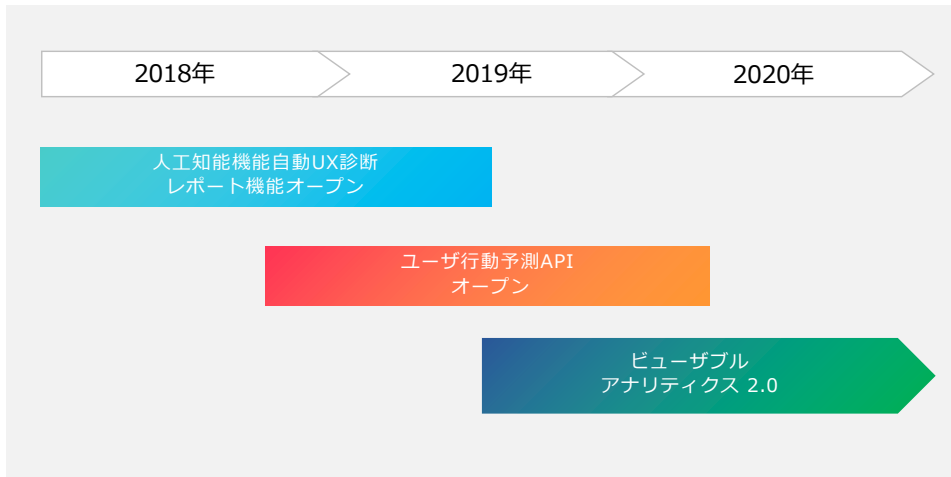 2018年
2019年
2020年
人工知能機能自動UX診断
レポート機能オープン
ユーザ行動予測API
オープン
ビューザブル
アナリティクス 2.0